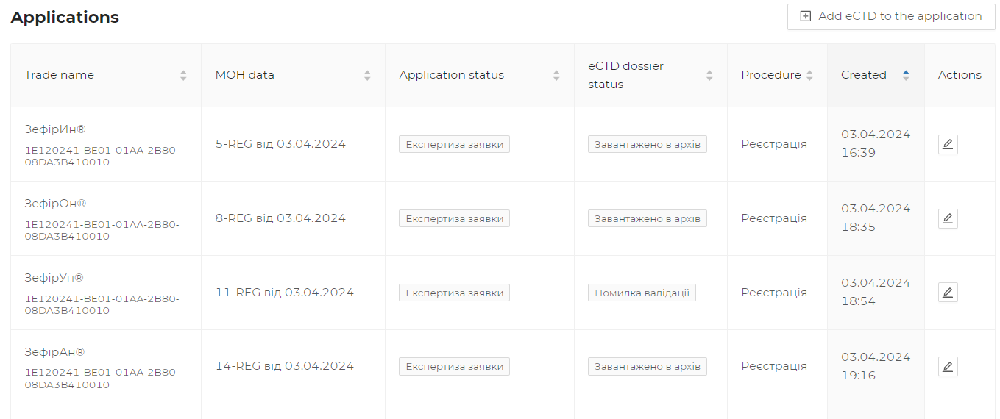 Applications
Add eCTD to the application
Trade name
MOH data
Application status
eCTD dossier
status
Procedure
Created
Actions
ЗефірИн®
1E120241-BE01-01AA-2B80-
08DA3B410010
5-REG від 03.04.2024
Експертиза заявки
Завантажено в архів
Реєстрація
03.04.2024
16:39
ЗефірОн®
1E120241-BE01-01AA-2B80-
08DA3B410010
8-REG від 03.04.2024
Експертиза заявки
Завантажено в архів
Реєстрація
03.04.2024
18:35
ЗефірУн®
1E120241-BE01-01AA-2B80-
08DA3B410010
11-REG від 03.04.2024
Експертиза заявки
Помилка валідації
Реєстрація
03.04.2024
18:54
ЗефірАн®
1E120241-BE01-01AA-2B80-
08DA3B410010
14-REG від 03.04.2024
Експертиза заявки
Завантажено в архів
Реєстрація
03.04.2024
19:16